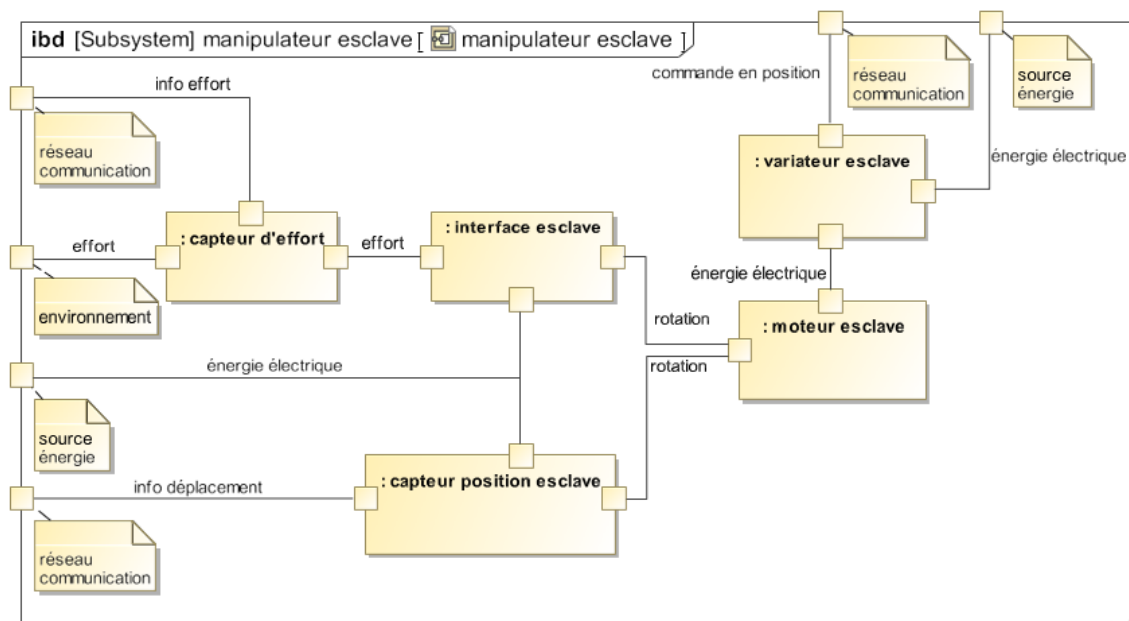 ibd [Subsystem] manipulateur esclave [ manipulateur esclave ]
info effort
réseau
communication
commande en position
réseau
communication
source
énergie
: variateur esclave
énergie électrique
effort
: capteur d'effort
effort
: interface esclave
environnement
énergie électrique
rotation
: moteur esclave
énergie électrique
rotation
source
énergie
info déplacement
: capteur position esclave
réseau
communication